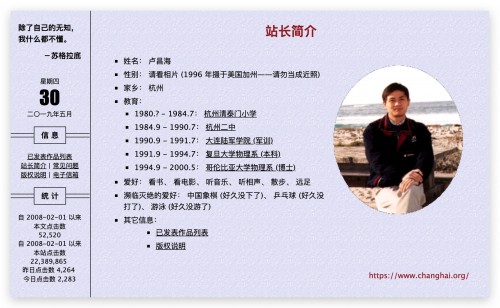 除了自己的无知，
我什么都不懂。
－苏格拉底
星期四
30
二〇一九年五月
信 息
已发表作品列表
站长简介 | 常见问题
版权说明 | 电子信箱
统 计
自 2008-02-01 以来
本文点击数
52,520
自 2008-02-01 以来
本站点击数
22,389,865
昨日点击数 4,264
今日点击数 2,283
站长简介
姓名： 卢昌海
性别： 请看相片 (1996 年摄于美国加州——请勿当成近照)
家乡： 杭州
教育：
1980.? – 1984.7： 杭州清泰门小学
1984.9 – 1990.7： 杭州二中
1990.9 – 1991.7： 大连陆军学院 (军训)
1991.9 – 1994.7： 复旦大学物理系 (本科)
1994.9 – 2000.5： 哥伦比亚大学物理系 (博士)
爱好： 看书、 看电影、 听音乐、 听相声、 散步、 远足
濒临灭绝的爱好： 中国象棋 (好久没下了)、 乒乓球 (好久没
打了)、 游泳 (好久没游了)
其它信息：
已发表作品列表
版权说明
https://www.changhai.org/